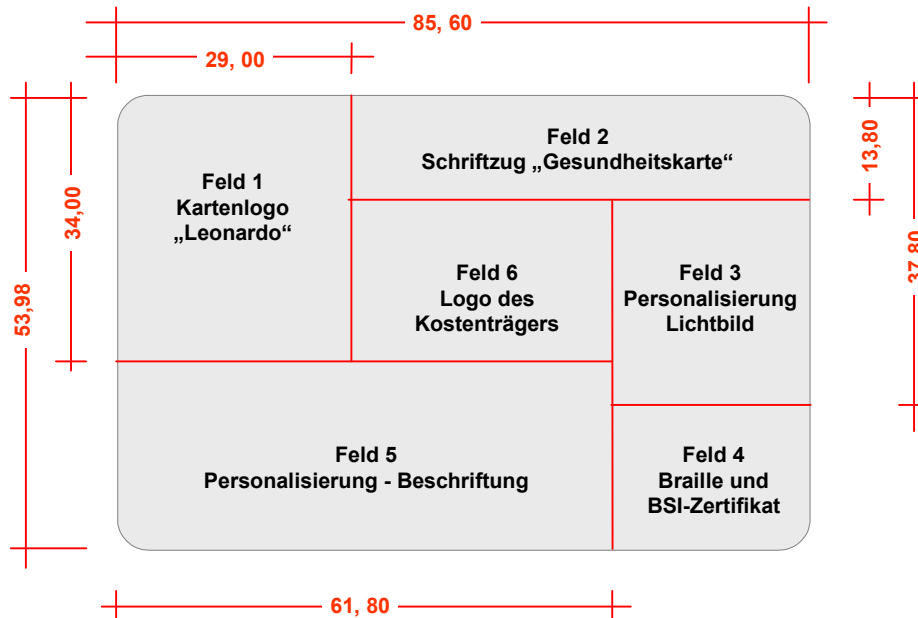 85, 60
29, 00
Feld 1
Kartenlogo
„Leonardo“
Feld 2
Schriftzug „Gesundheitskarte“
13,80
34,00
53,98
Feld 6
Logo des
Kostenträgers
Feld 3
Personalisierung
Lichtbild
37,80
Feld 5
Personalisierung - Beschriftung
Feld 4
Braille und
BSI-Zertifikat
61, 80